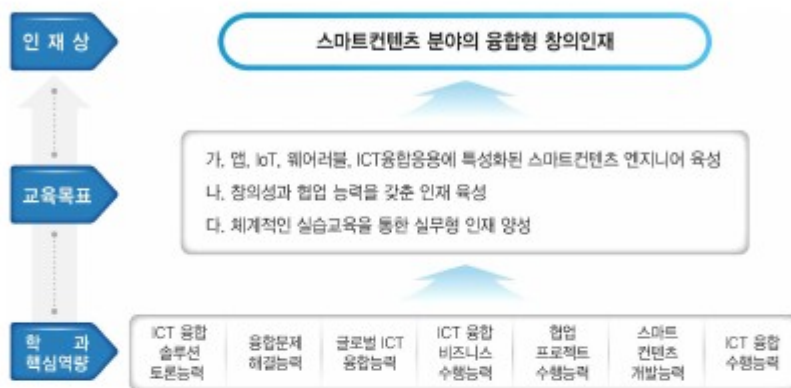 인 재 상
스마트컨텐츠 분야의 융합형 창의인재
교육목표
가. 앱, IoT, 웨어러블, ICT융합응용에 특성화된 스마트컨텐츠 엔지니어 육성
나. 창의성과 협업 능력을 갖춘 인재 육성
다. 체계적인 실습교육을 통한 실무형 인재 양성
학 과
핵심역량
ICT 융합
솔루션
토론능력
융합문제
해결능력
글로벌 ICT
융합능력
ICT 융합
비즈니스
수행능력
협업
프로젝트
수행능력
스마트
컨텐츠
개발능력
ICT 융합
수행능력